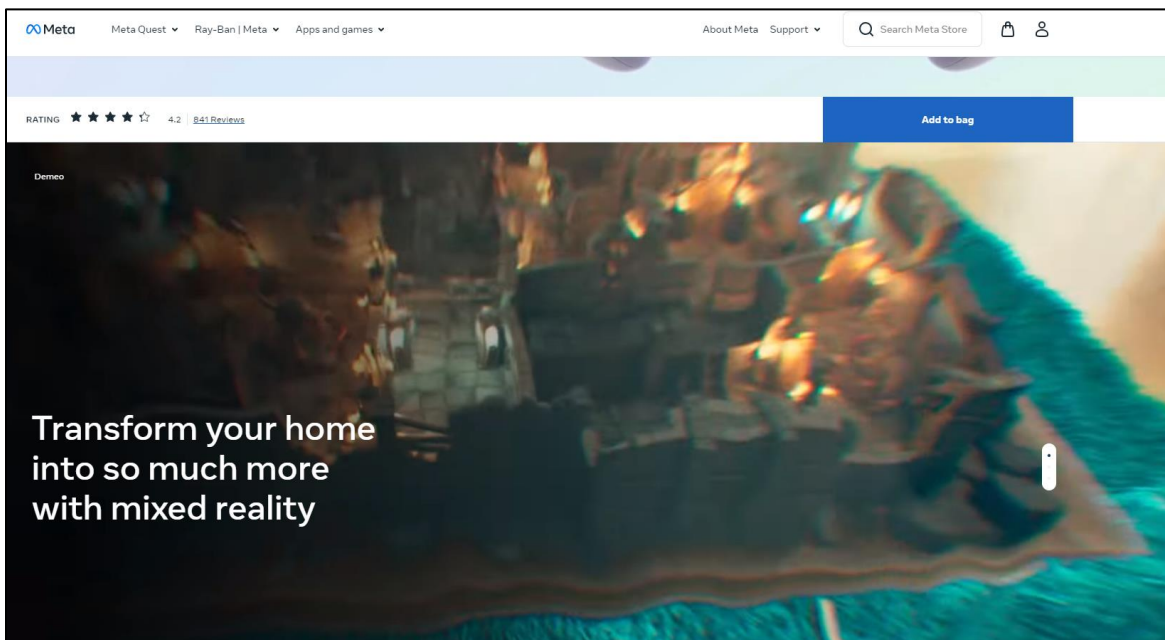 Meta Meta Quest Ray-Ban | Meta Apps and games About Meta Support Search Meta Store
RATING 4.2 841 Reviews Add to bag
Demeo
Transform your home
into so much more
with mixed reality